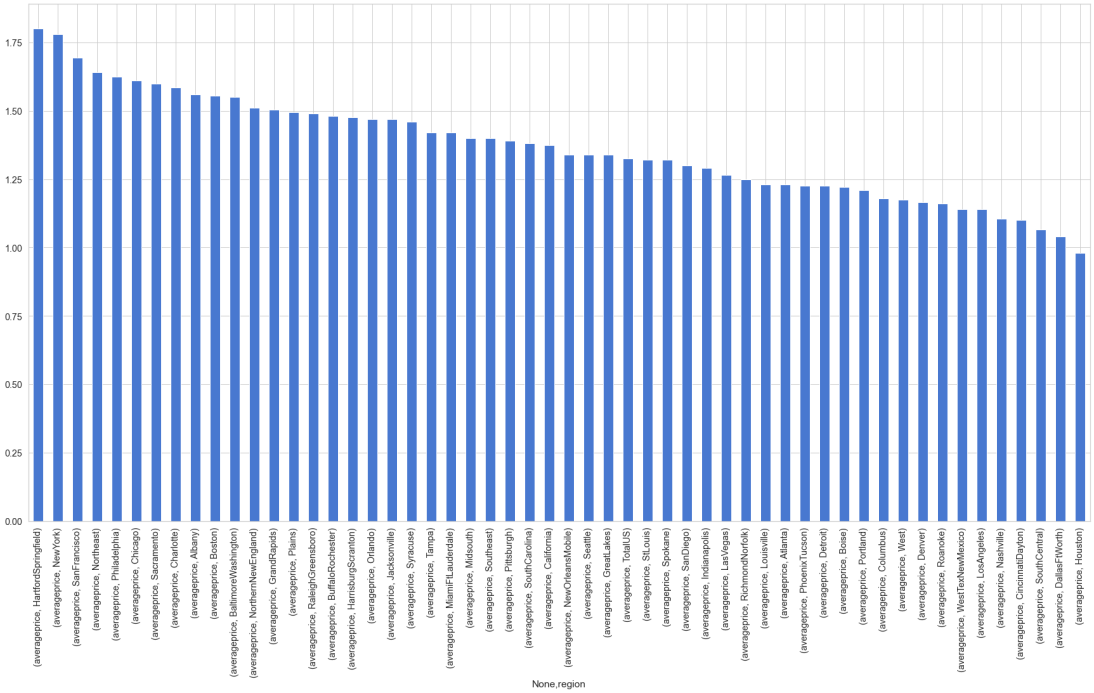 1.75
1.50
1.25
1.00
0.75
0.50
0.25
0.00
(averageprice, HartfordSpringfield)
(averageprice, NewYork)
(averageprice, SanFrancisco)
(averageprice, Northeast)
(averageprice, Philadelphia)
(averageprice, Chicago)
(averageprice, Sacramento)
(averageprice, Charlotte)
(averageprice, Albany)
(averageprice, Boston)
(averageprice, BaltimoreWashington)
(averageprice, NorthernNewEngland)
(averageprice, GrandRapids)
(averageprice, Plains)
(averageprice, RaleighGreensboro)
(averageprice, BuffaloRochester)
(averageprice, HarrisburgScranton)
(averageprice, Orlando)
(averageprice, Jacksonville)
(averageprice, Syracuse)
(averageprice, Tampa)
(averageprice, MiamiFtLauderdale)
(averageprice, Midsouth)
(averageprice, Southeast)
(averageprice, Pittsburgh)
(averageprice, SouthCarolina)
(averageprice, California)
(averageprice, NewOrleansMobile)
(averageprice, Seattle)
(averageprice, GreatLakes)
(averageprice, TotalUS)
(averageprice, StLouis)
(averageprice, Spokane)
(averageprice, SanDiego)
(averageprice, Indianapolis)
(averageprice, LasVegas)
(averageprice, RichmondNorfolk)
(averageprice, Louisville)
(averageprice, Atlanta)
(averageprice, PhoenixTucson)
(averageprice, Detroit)
(averageprice, Boise)
(averageprice, Portland)
(averageprice, Columbus)
(averageprice, West)
(averageprice, Denver)
(averageprice, Roanoke)
(averageprice, WestTexNewMexico)
(averageprice, LosAngeles)
(averageprice, Nashville)
(averageprice, CincinnatiDayton)
(averageprice, SouthCentral)
(averageprice, DallasFtWorth)
(averageprice, Houston)
None,region